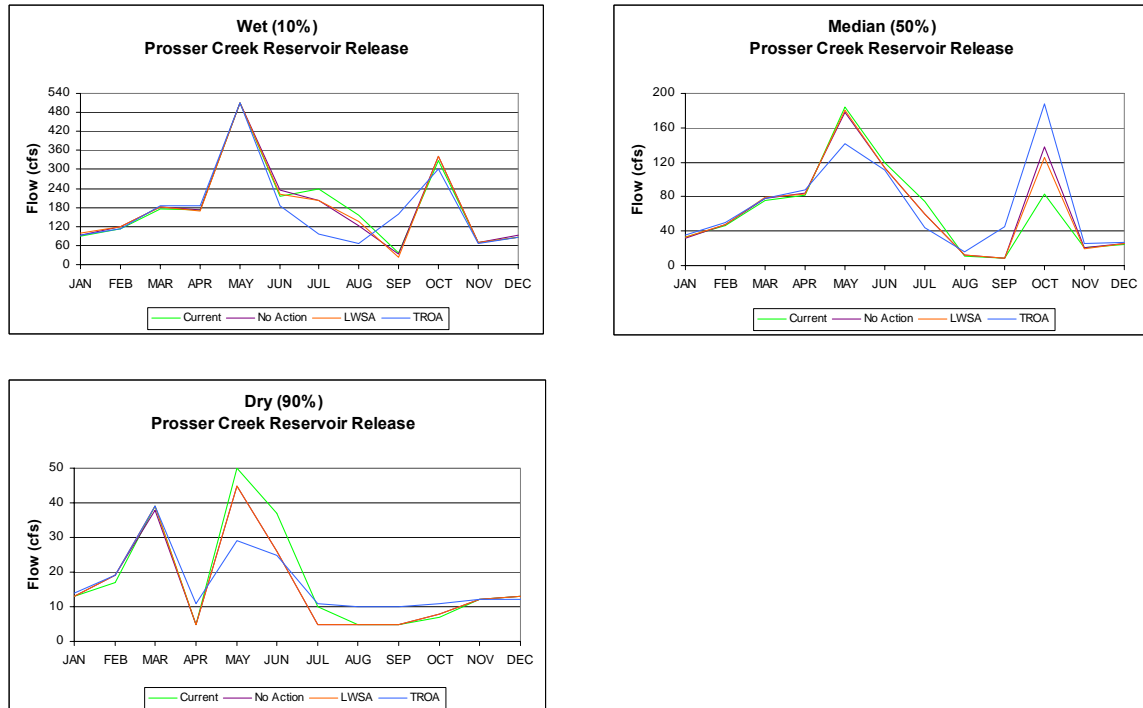 Wet (10%)
Prosser Creek Reservoir Release
Flow (cfs)
540
480
420
360
300
240
180
120
60
0
JAN FEB MAR APR MAY JUN JUL AUG SEP OCT NOV DEC
Current No Action LWSA TROA
Median (50%)
Prosser Creek Reservoir Release
Flow (cfs)
200
160
120
80
40
0
JAN FEB MAR APR MAY JUN JUL AUG SEP OCT NOV DEC
Current No Action LWSA TROA
Dry (90%)
Prosser Creek Reservoir Release
Flow (cfs)
50
40
30
20
10
0
JAN FEB MAR APR MAY JUN JUL AUG SEP OCT NOV DEC
Current No Action LWSA TROA